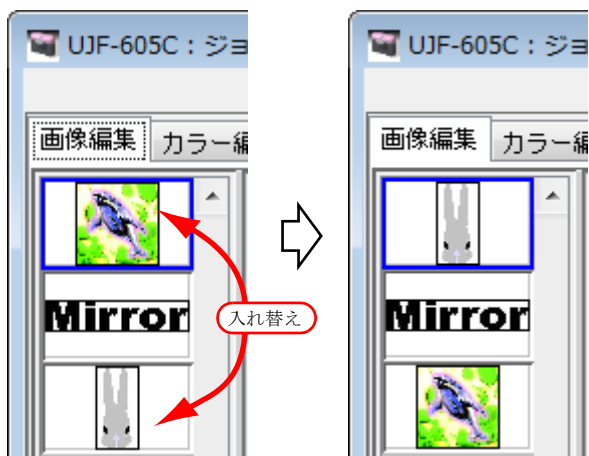 UJF-605C：ジョ
画像編集 カラー編
Mirror
入れ替え
UJF-605C：ジョ
画像編集 カラー編
Mirror